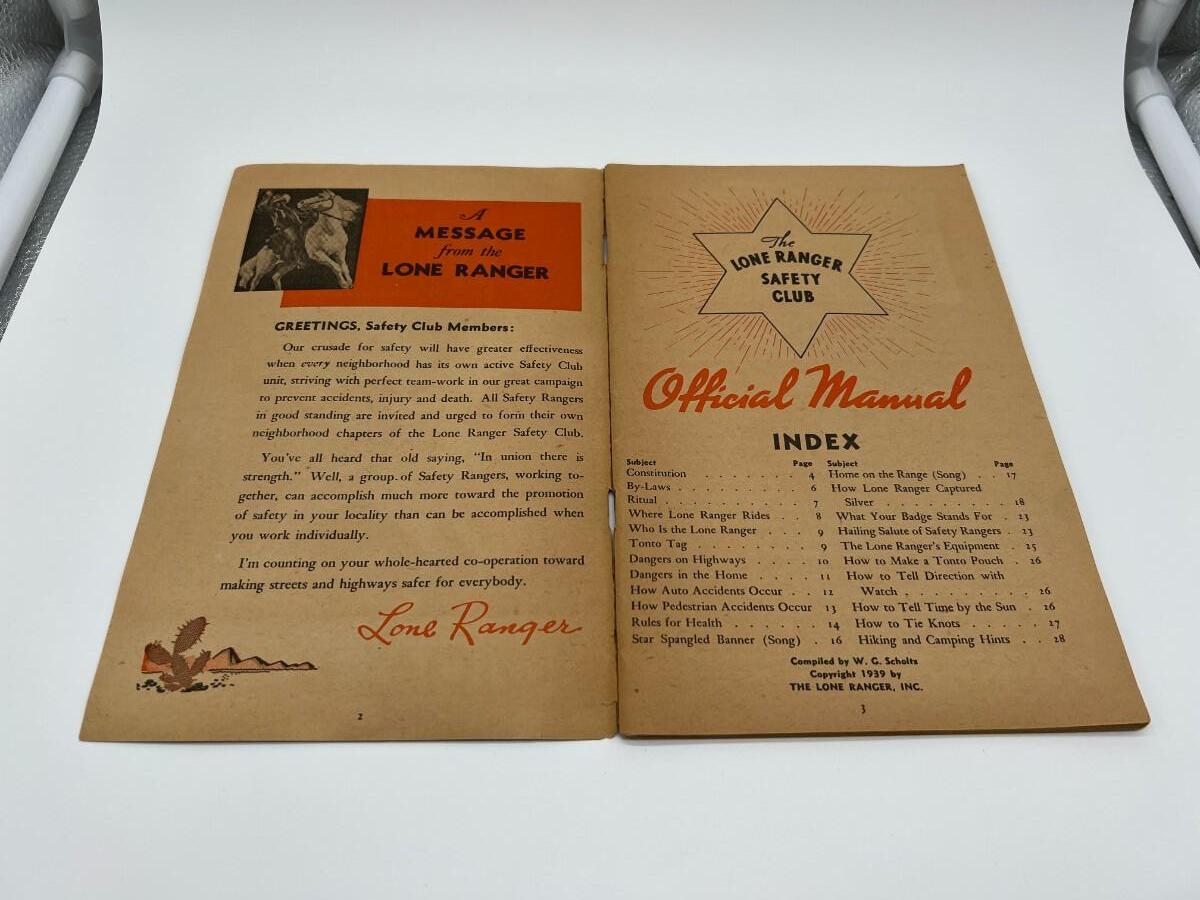 A
MESSAGE
from the
LONE RANGER
GREETINGS, Safety Club Members:
Our crusade for safety will have greater effectiveness
when every neighborhood has its own active Safety Club
unit, striving with perfect team-work in our great campaign
to prevent accidents, injury and death. All Safety Rangers
in good standing are invited and urged to form their own
neighborhood chapters of the Lone Ranger Safety Club.
You've all heard that old saying, "In union there is
strength." Well, a group of Safety Rangers, working to-
gether, can accomplish much more toward the promotion
of safety in your locality than can be accomplished when
you work individually.
I'm counting on your whole-hearted co-operation toward
making streets and highways safer for everybody.
Lone Ranger
2
The
LONE RANGER
SAFETY
CLUB
Official Manual
INDEX
Subject Page
Constitution . . . . . . . 4
By-Laws . . . . . . . . . 6
Ritual . . . . . . . . . . 7
Where Lone Ranger Rides . . 8
Who Is the Lone Ranger . . . 9
Tonto Tag . . . . . . . . 9
Dangers on Highways . . . . 10
Dangers in the Home . . . . 11
How Auto Accidents Occur . . 12
How Pedestrian Accidents Occur 13
Rules for Health . . . . . . 14
Star Spangled Banner (Song) . 16
Subject Page
Home on the Range (Song) . . 17
How Lone Ranger Captured
Silver . . . . . . . . . 18
What Your Badge Stands For . 23
Hailing Salute of Safety Rangers . 23
The Lone Ranger's Equipment . 25
How to Make a Tonto Pouch . 26
How to Tell Direction with
Watch . . . . . . . . . 26
How to Tell Time by the Sun . 26
How to Tie Knots . . . . . 27
Hiking and Camping Hints . . 28
Compiled by W. G. Scholts
Copyright 1939 by
THE LONE RANGER, INC.
3